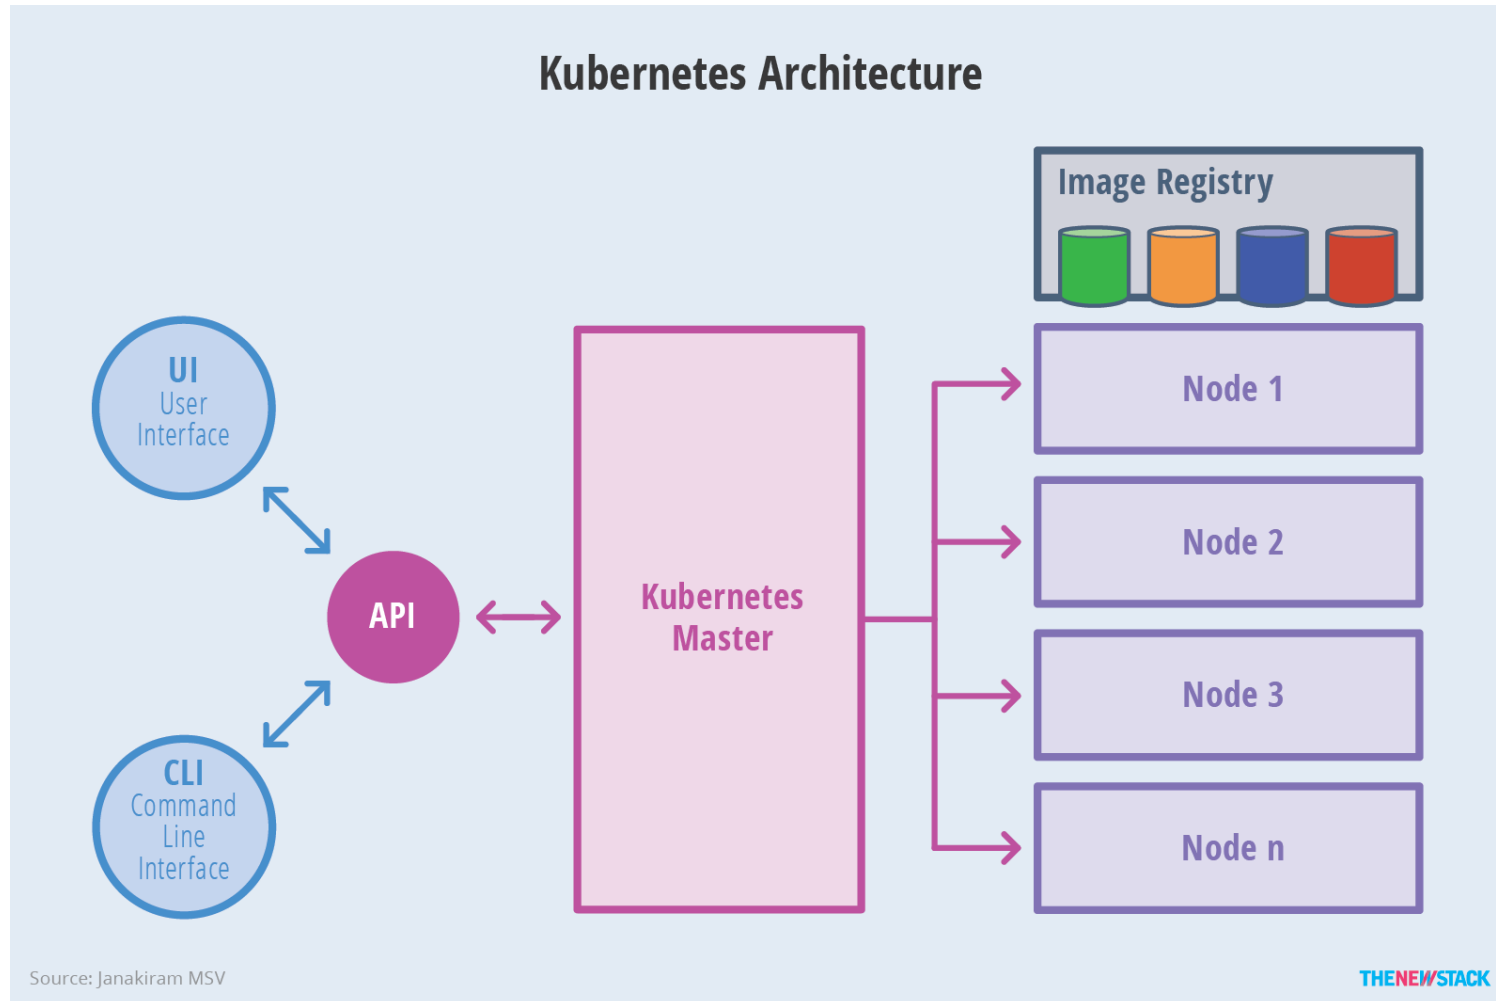 Kubernetes Architecture
Image Registry
UI
User
Interface
API
CLI
Command
Line
Interface
Kubernetes
Master
Node 1
Node 2
Node 3
Node n
Source: Janakiram MSV
THENEWSTACK